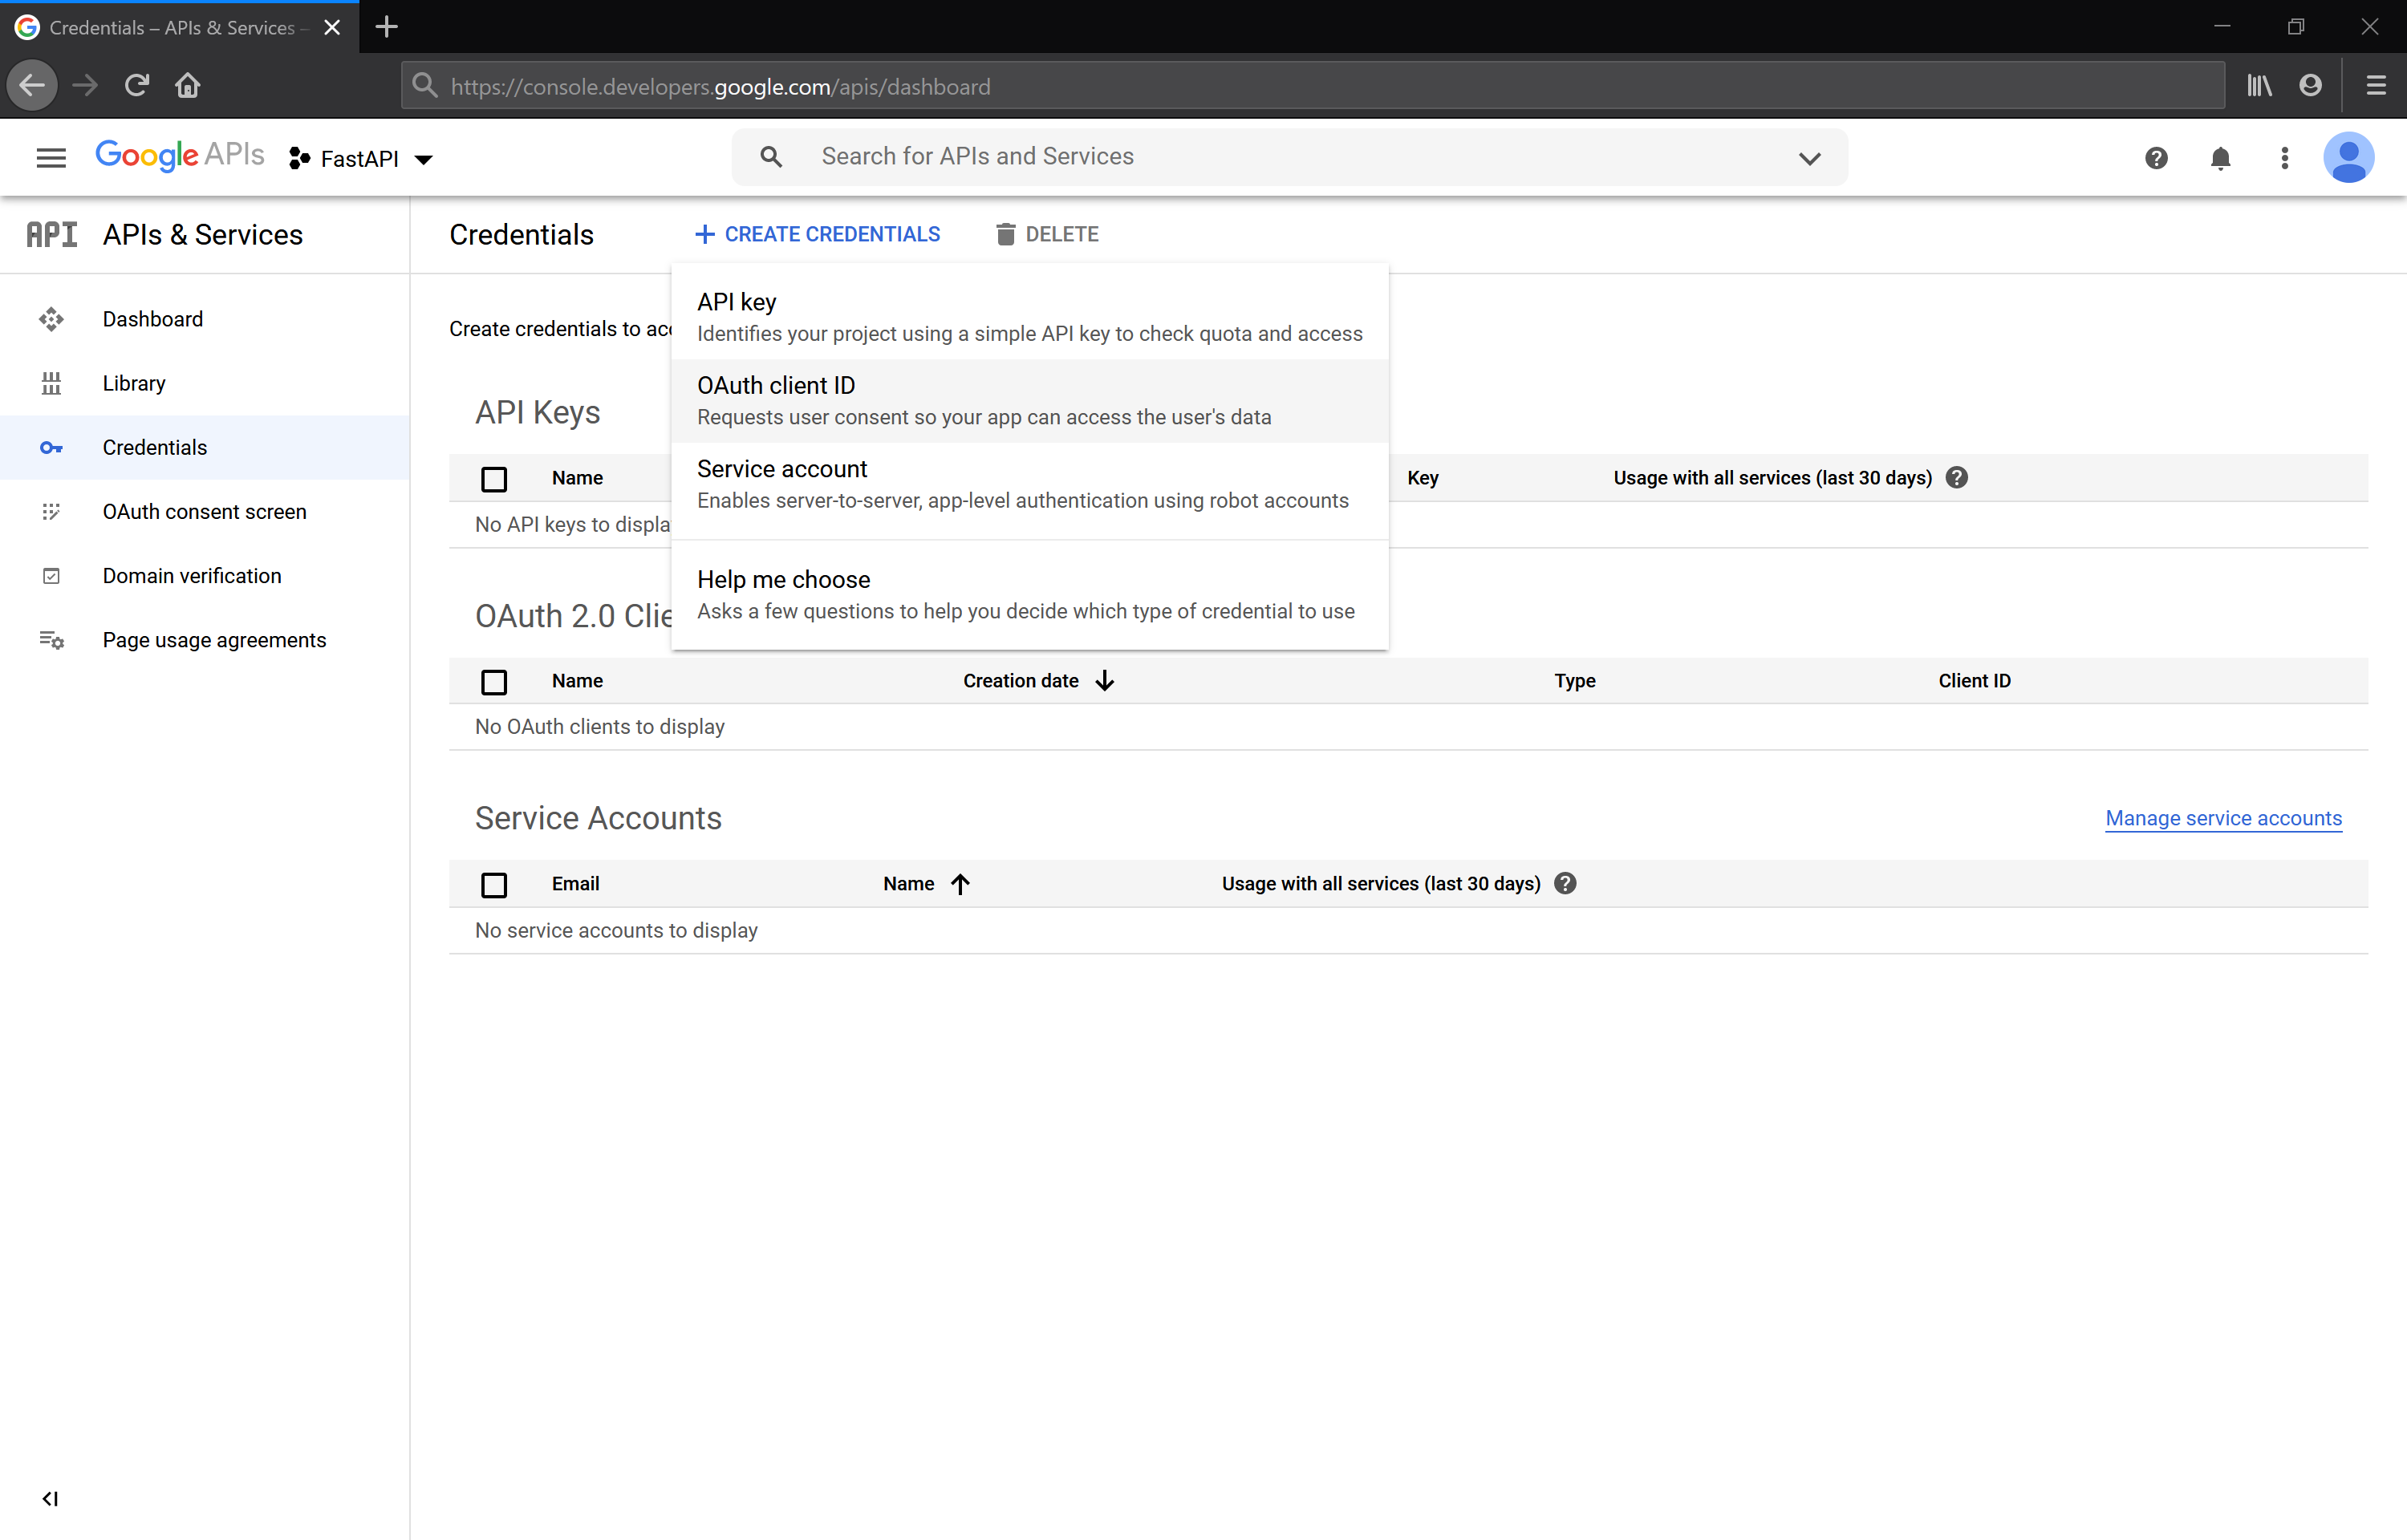 Credentials – APIs & Services –
https://console.developers.google.com/apis/dashboard
Google APIs
FastAPI
Search for APIs and Services
API
APIs & Services
Credentials
CREATE CREDENTIALS
DELETE
Dashboard
Library
Credentials
OAuth consent screen
Domain verification
Page usage agreements
Create credentials to acc
API key
Identifies your project using a simple API key to check quota and access
OAuth client ID
Requests user consent so your app can access the user's data
Service account
Enables server-to-server, app-level authentication using robot accounts
Help me choose
Asks a few questions to help you decide which type of credential to use
API Keys
Name
Key
Usage with all services (last 30 days)
No API keys to displa
OAuth 2.0 Clie
Name
Creation date
Type
Client ID
No OAuth clients to display
Service Accounts
Manage service accounts
Email
Name
Usage with all services (last 30 days)
No service accounts to display